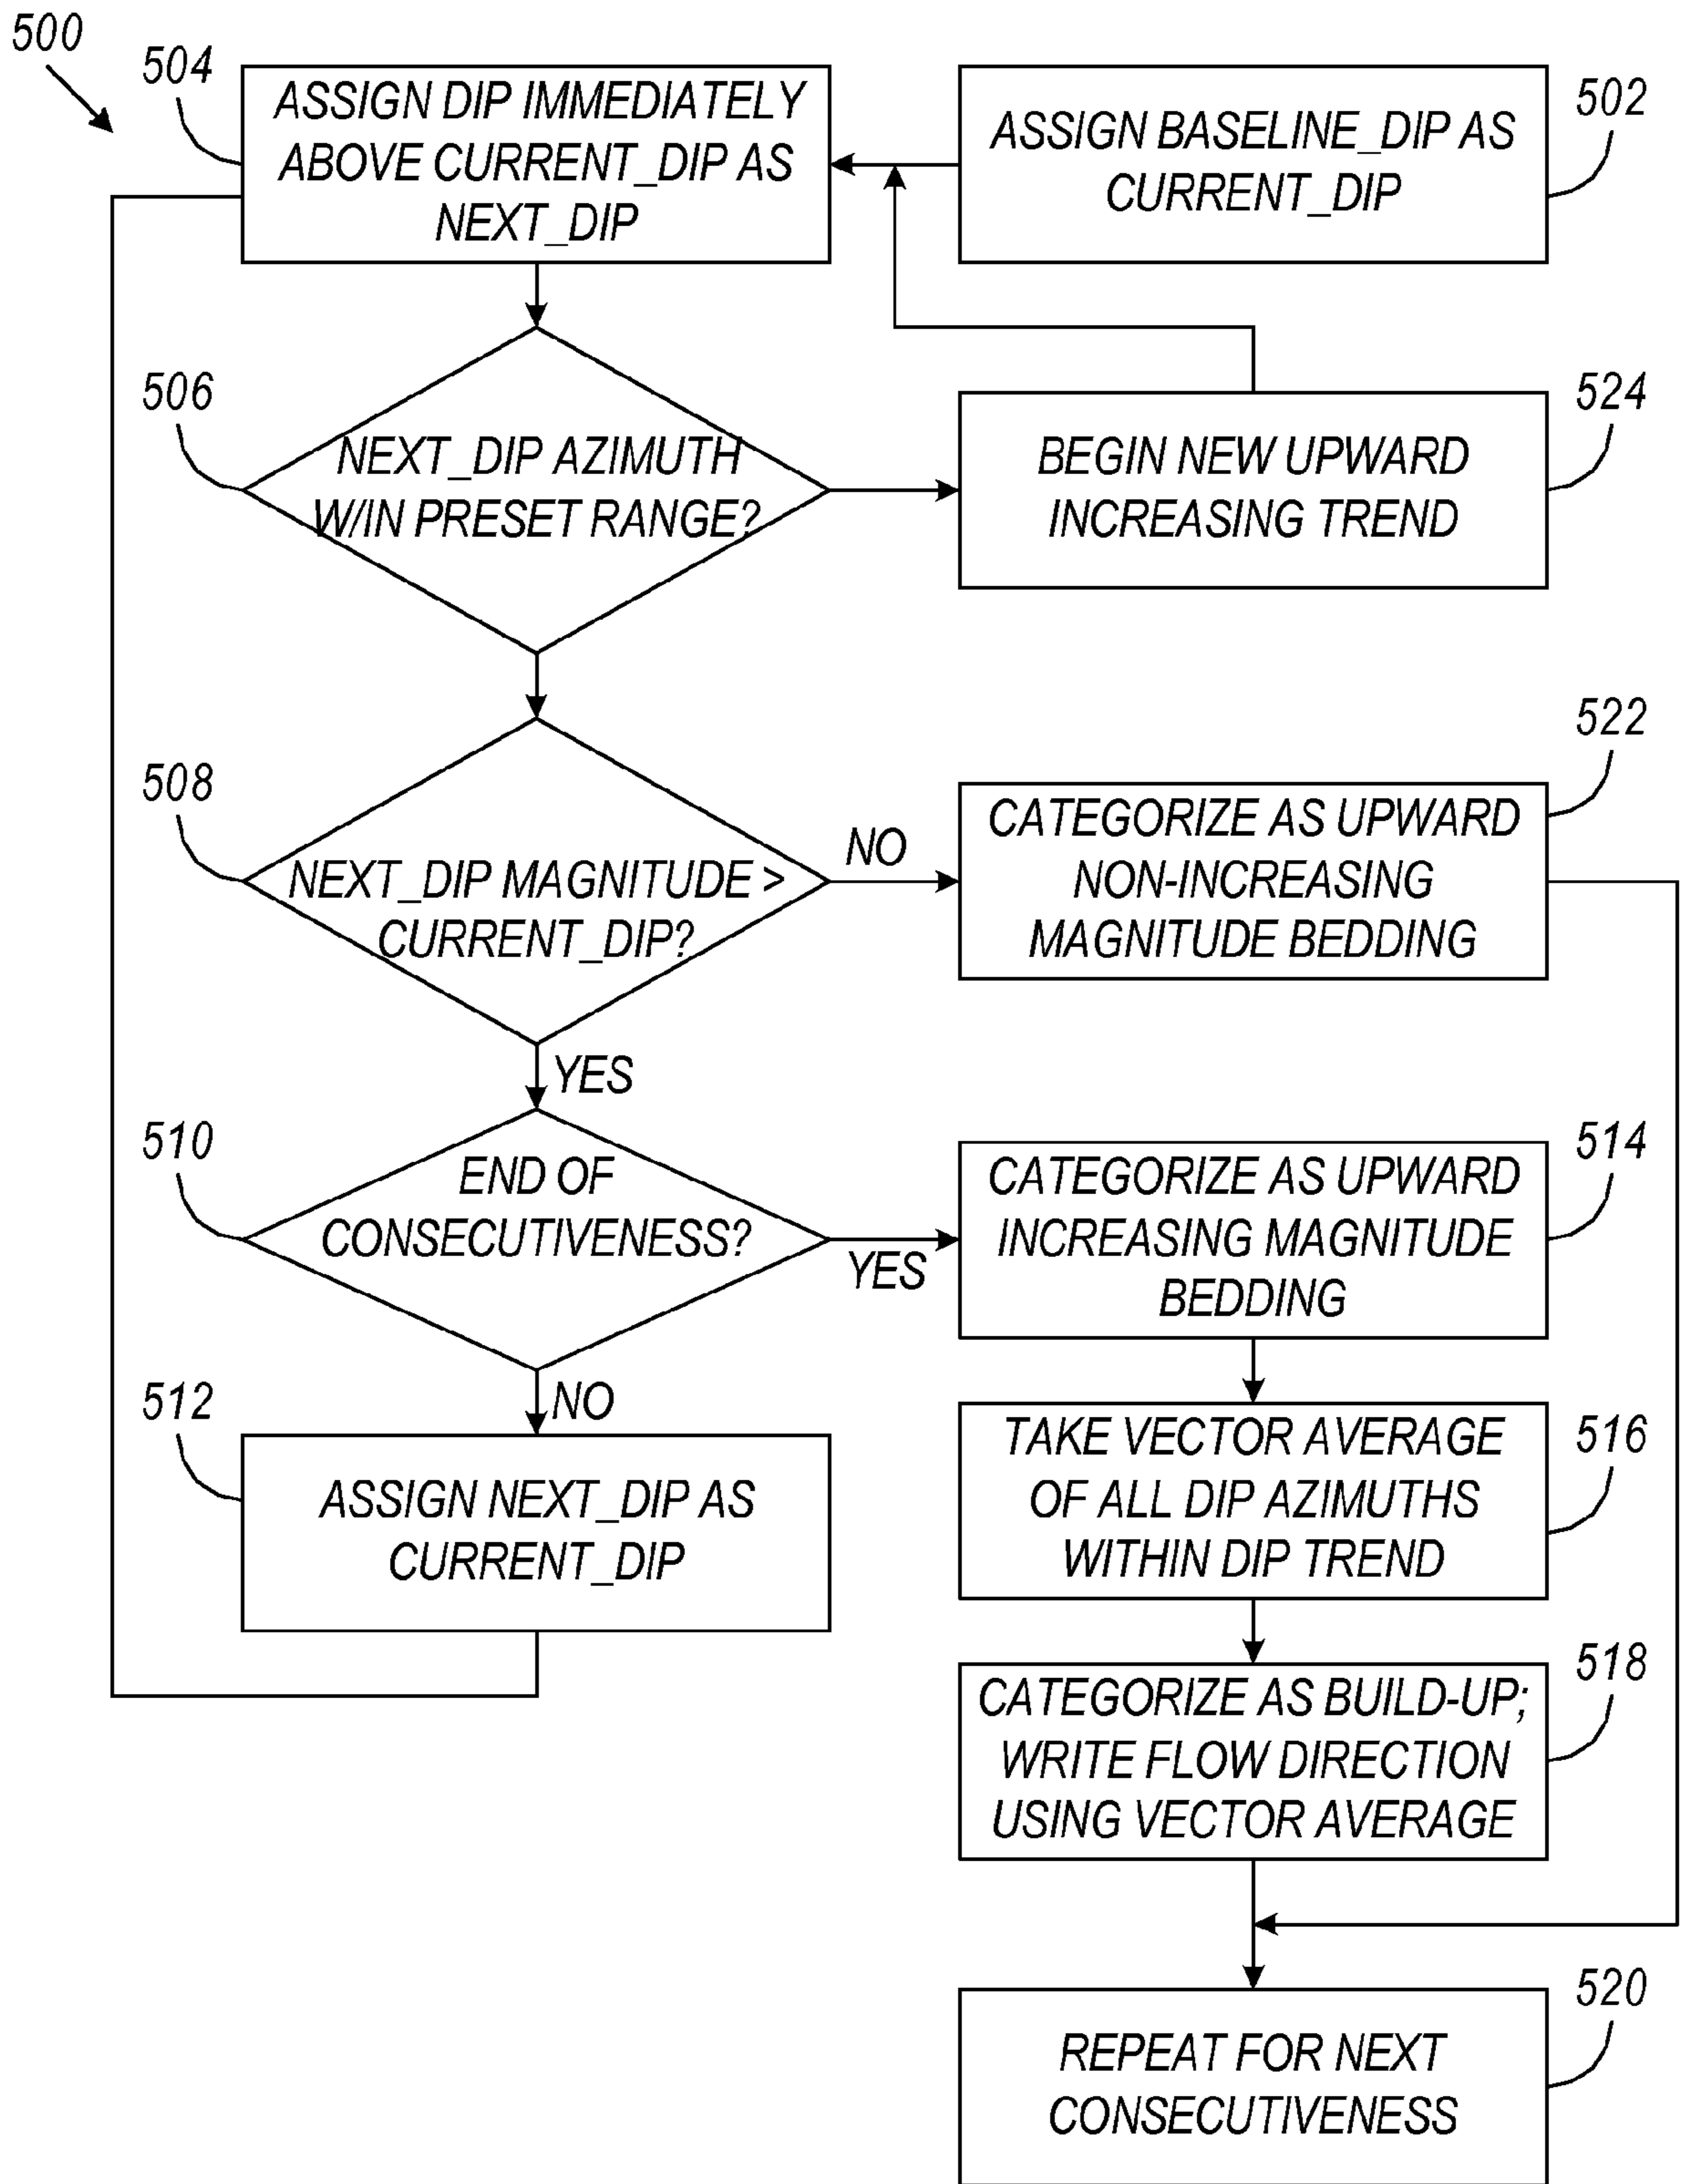 500
504
ASSIGN DIP IMMEDIATELY
ABOVE CURRENT_DIP AS
NEXT_DIP
ASSIGN BASELINE_DIP AS
CURRENT_DIP
502
506
NEXT_DIP AZIMUTH
W/IN PRESET RANGE?
BEGIN NEW UPWARD
INCREASING TREND
524
508
NEXT_DIP MAGNITUDE >
CURRENT_DIP?
NO
CATEGORIZE AS UPWARD
NON-INCREASING
MAGNITUDE BEDDING
522
YES
510
END OF
CONSECUTIVENESS?
YES
CATEGORIZE AS UPWARD
INCREASING MAGNITUDE
BEDDING
514
NO
512
ASSIGN NEXT_DIP AS
CURRENT_DIP
TAKE VECTOR AVERAGE
OF ALL DIP AZIMUTHS
WITHIN DIP TREND
516
CATEGORIZE AS BUILD-UP;
WRITE FLOW DIRECTION
USING VECTOR AVERAGE
518
REPEAT FOR NEXT
CONSECUTIVENESS
520